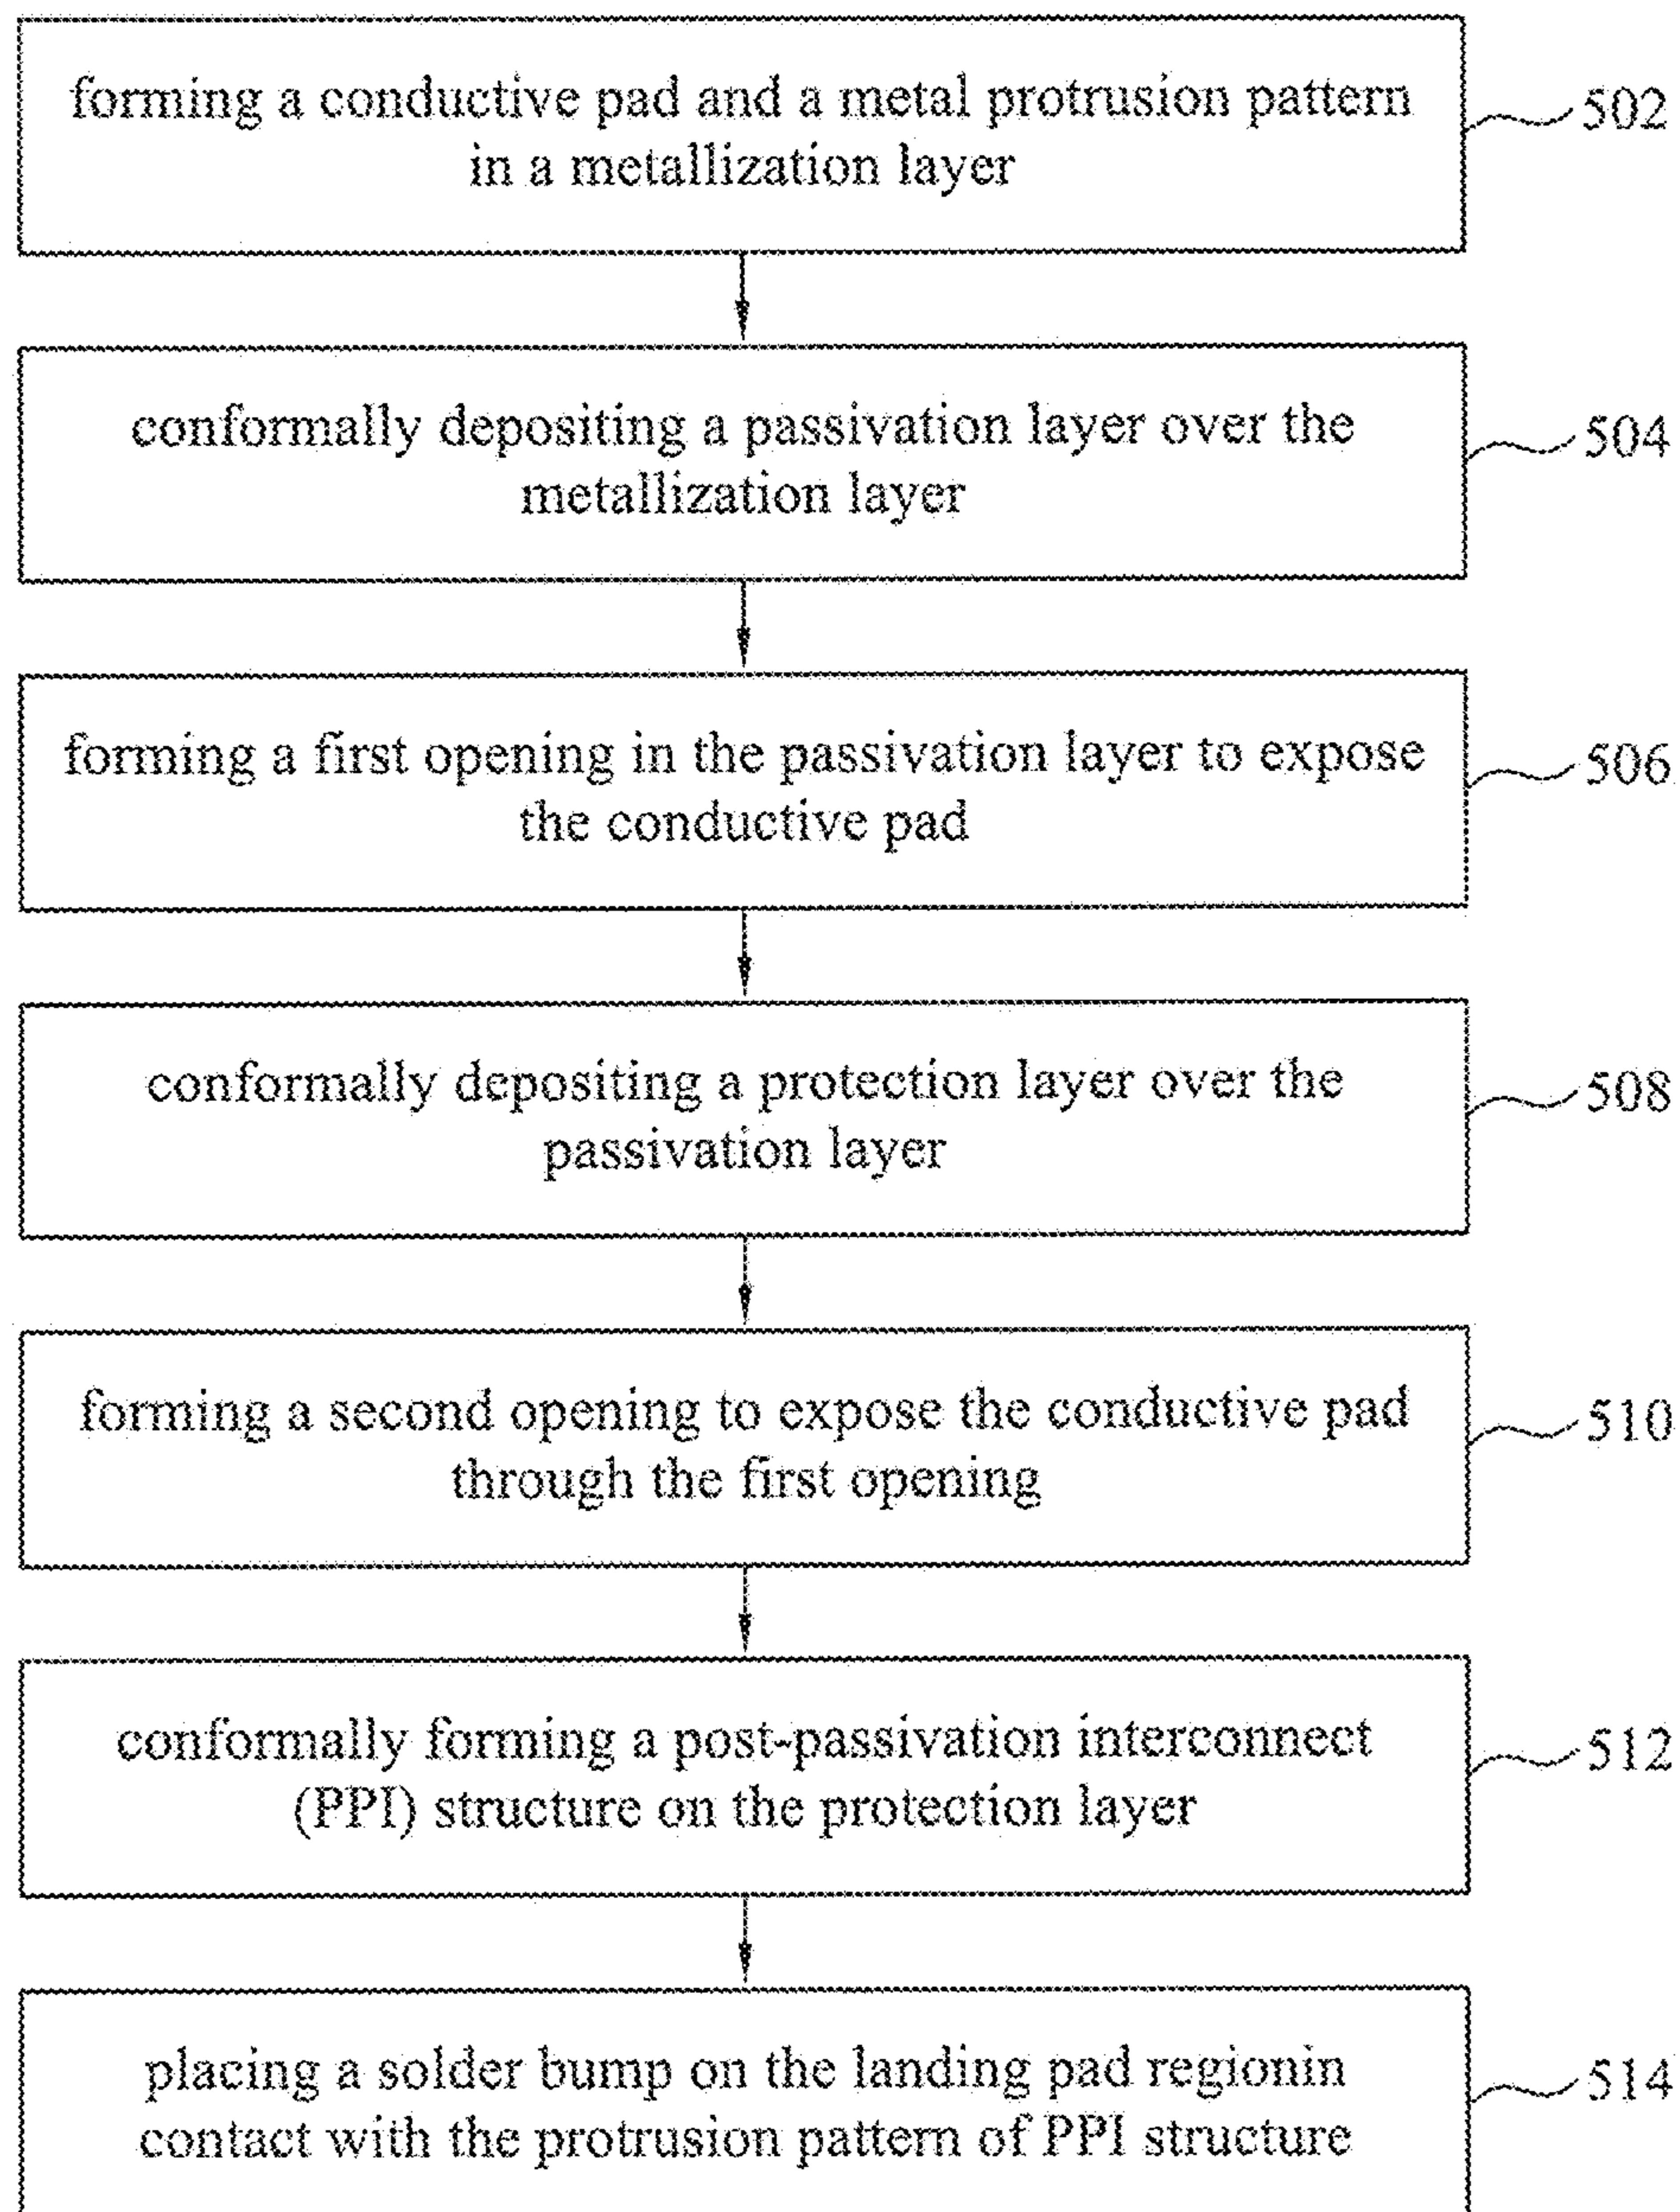 forming a conductive pad and a metal protrusion pattern
in a metallization layer
502
conformally depositing a passivation layer over the
metallization layer
504
forming a first opening in the passivation layer to expose
the conductive pad
506
conformally depositing a protection layer over the
passivation layer
508
forming a second opening to expose the conductive pad
through the first opening
510
conformally forming a post-passivation interconnect
(PPI) structure on the protection layer
512
placing a solder bump on the landing pad regionin
contact with the protrusion pattern of PPI structure
514